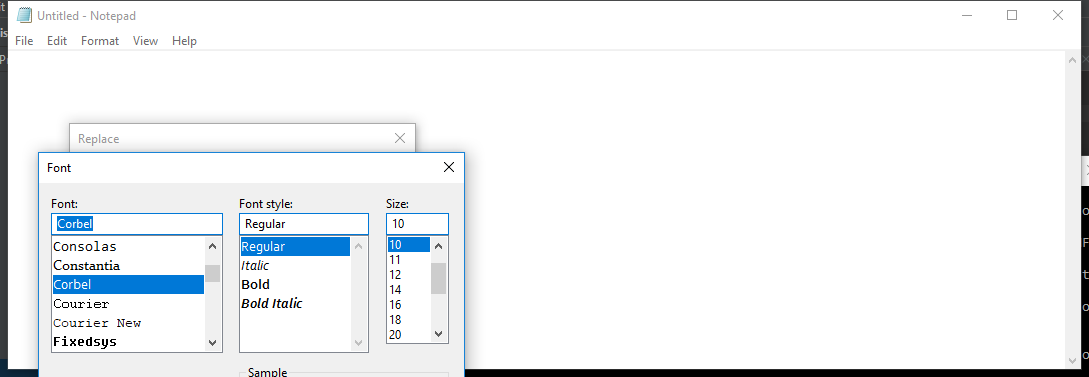 Untitled - Notepad
File Edit Format View Help
Replace
Font
Font: Font style: Size:
Corbel Regular 10
Consolas Regular 10
Constantia Italic 11
Corbel Bold 12
Courier Bold Italic 14
Courier New 16
Fixedsys 18
20
Sample